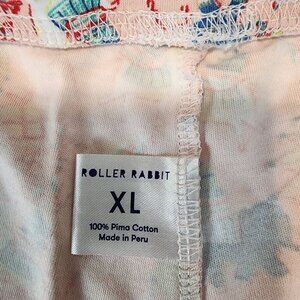 ROLLER RABBIT
XL
100% Pima Cotton
Made in Peru